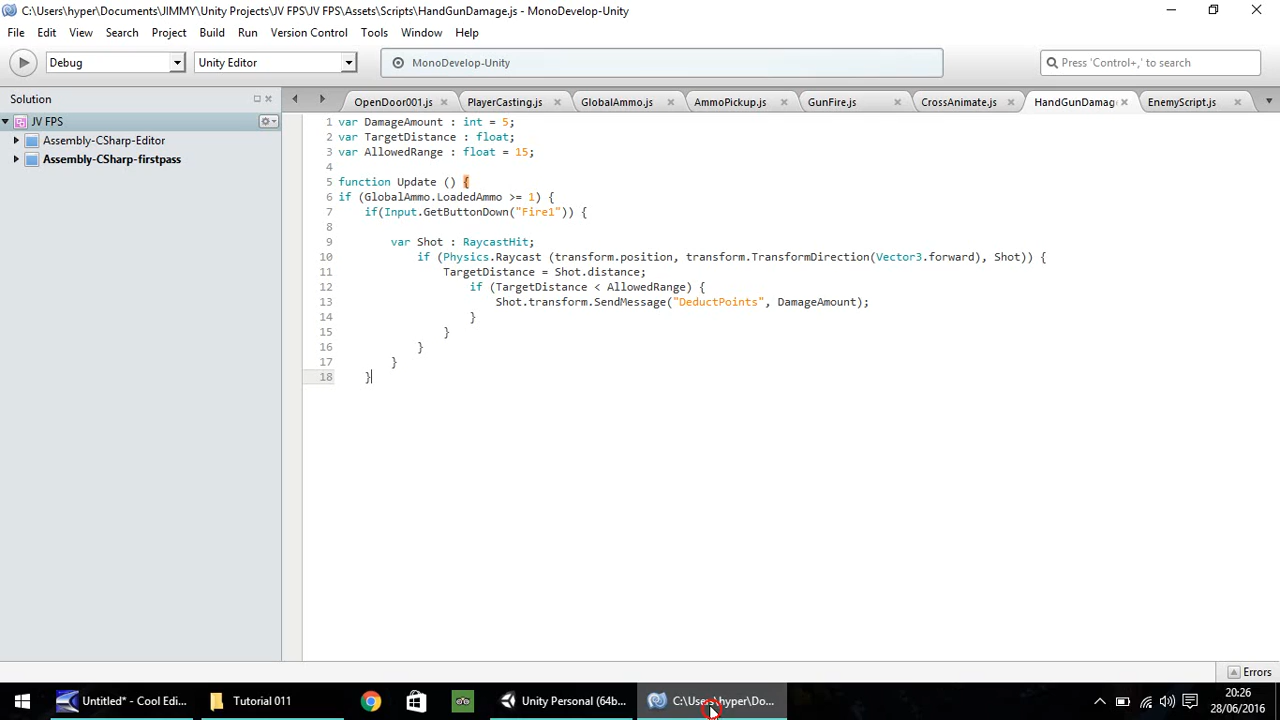 C:\Users\hyper\Documents\JIMMY\Unity Projects\JV FPS\JV FPS\Assets\Scripts\HandGunDamage.js - MonoDevelop-Unity
File Edit View Search Project Build Run Version Control Tools Window Help
Debug Unity Editor MonoDevelop-Unity Press 'Control+,' to search
Solution OpenDoor001.js PlayerCasting.js GlobalAmmo.js AmmoPickup.js GunFire.js CrossAnimate.js HandGunDamag EnemyScript.js
JV FPS
Assembly-CSharp-Editor
Assembly-CSharp-firstpass
1 var DamageAmount : int = 5;
2 var TargetDistance : float;
3 var AllowedRange : float = 15;
4
5 function Update () {
6 if (GlobalAmmo.LoadedAmmo >= 1) {
7 if(Input.GetButtonDown("Fire1")) {
8
9 var Shot : RaycastHit;
10 if (Physics.Raycast (transform.position, transform.TransformDirection(Vector3.forward), Shot)) {
11 TargetDistance = Shot.distance;
12 if (TargetDistance < AllowedRange) {
13 Shot.transform.SendMessage("DeductPoints", DamageAmount);
14 }
15 }
16 }
17 }
18 }
Errors
Untitled* - Cool Edi... Tutorial 011 Unity Personal (64b... C:\Users\hyper\Do... 20:26
28/06/2016